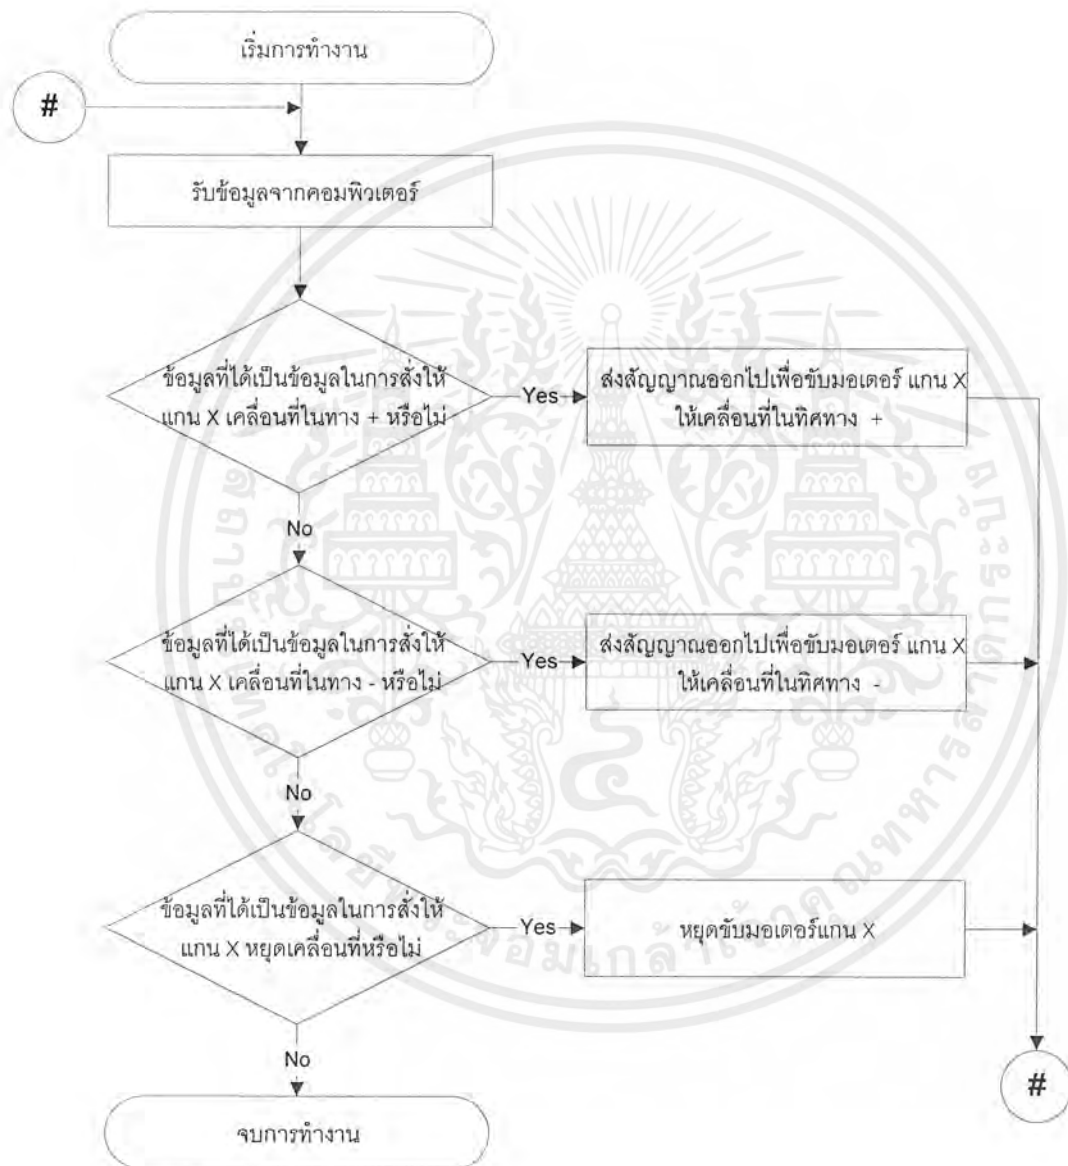 เริ่มการทำงาน
#
รับข้อมูลจากคอมพิวเตอร์
ข้อมูลที่ได้เป็นข้อมูลในการสั่งให้
แกน X เคลื่อนที่ในทาง + หรือไม่
Yes
ส่งสัญญาณออกไปเพื่อขับมอเตอร์ แกน X
ให้เคลื่อนที่ในทิศทาง +
No
ข้อมูลที่ได้เป็นข้อมูลในการสั่งให้
แกน X เคลื่อนที่ในทาง - หรือไม่
Yes
ส่งสัญญาณออกไปเพื่อขับมอเตอร์ แกน X
ให้เคลื่อนที่ในทิศทาง -
No
ข้อมูลที่ได้เป็นข้อมูลในการสั่งให้
แกน X หยุดเคลื่อนที่หรือไม่
Yes
หยุดขับมอเตอร์แกน X
No
#
จบการทำงาน